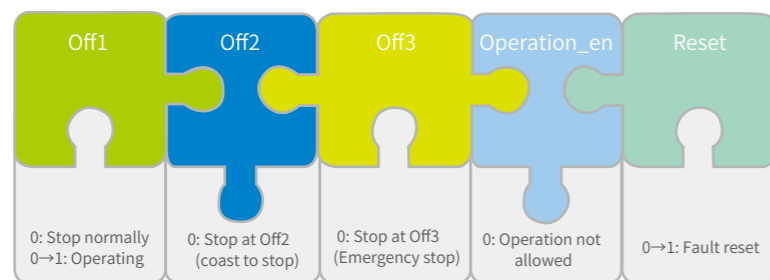 Off1
Off2
Off3
Operation_en
Reset
0: Stop normally
0→1: Operating
0: Stop at Off2
(coast to stop)
0: Stop at Off3
(Emergency stop)
0: Operation not
allowed
0→1: Fault reset